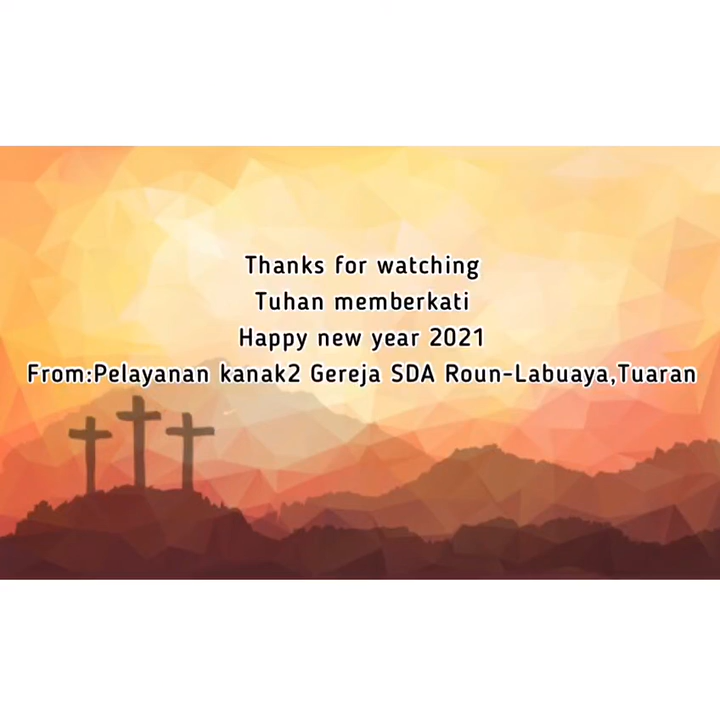 Thanks for watching
Tuhan memberkati
Happy new year 2021
From:Pelayanan kanak2 Gereja SDA Roun-Labuaya,Tuaran